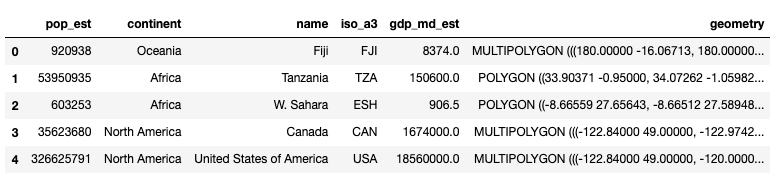 pop_est continent name iso_a3 gdp_md_est geometry
0 920938 Oceania Fiji FJI 8374.0 MULTIPOLYGON (((180.00000 -16.06713, 180.00000...
1 53950935 Africa Tanzania TZA 150600.0 POLYGON ((33.90371 -0.95000, 34.07262 -1.05982...
2 603253 Africa W. Sahara ESH 906.5 POLYGON ((-8.66559 27.65643, -8.66512 27.58948...
3 35623680 North America Canada CAN 1674000.0 MULTIPOLYGON (((-122.84000 49.00000, -122.9742...
4 326625791 North America United States of America USA 18560000.0 MULTIPOLYGON (((-122.84000 49.00000, -120.0000...